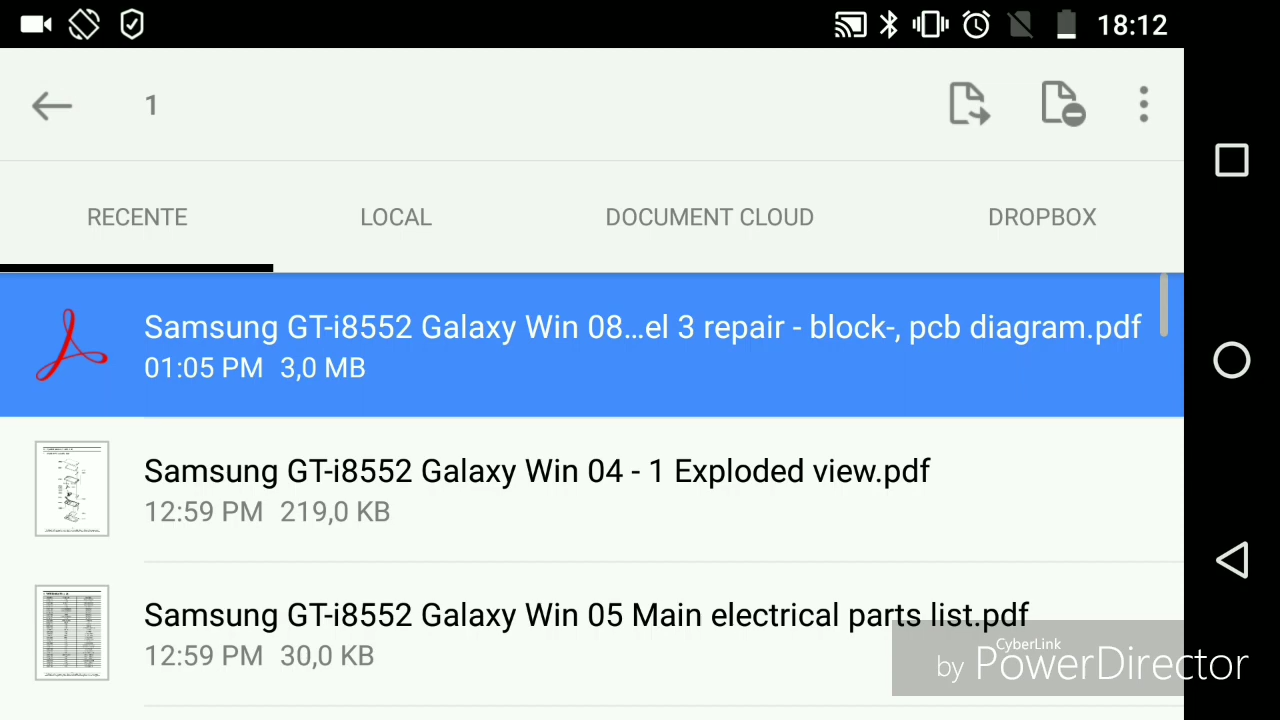 18:12
1
RECENTE LOCAL DOCUMENT CLOUD DROPBOX
Samsung GT-i8552 Galaxy Win 08...el 3 repair - block-, pcb diagram.pdf
01:05 PM 3,0 MB
Samsung GT-i8552 Galaxy Win 04 - 1 Exploded view.pdf
12:59 PM 219,0 KB
Samsung GT-i8552 Galaxy Win 05 Main electrical parts list.pdf
12:59 PM 30,0 KB
CyberLink
by PowerDirector